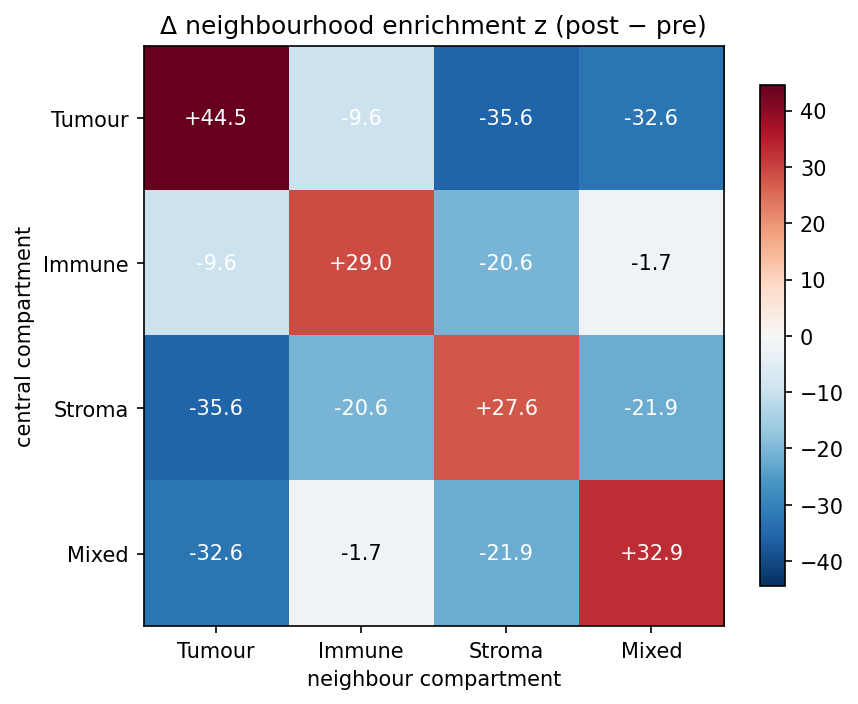 Δ neighbourhood enrichment z (post − pre)
Tumour +44.5 -9.6 -35.6 -32.6
Immune -9.6 +29.0 -20.6 -1.7
Stroma -35.6 -20.6 +27.6 -21.9
Mixed -32.6 -1.7 -21.9 +32.9
Tumour Immune Stroma Mixed
neighbour compartment
central compartment
40
30
20
10
0
−10
−20
−30
−40